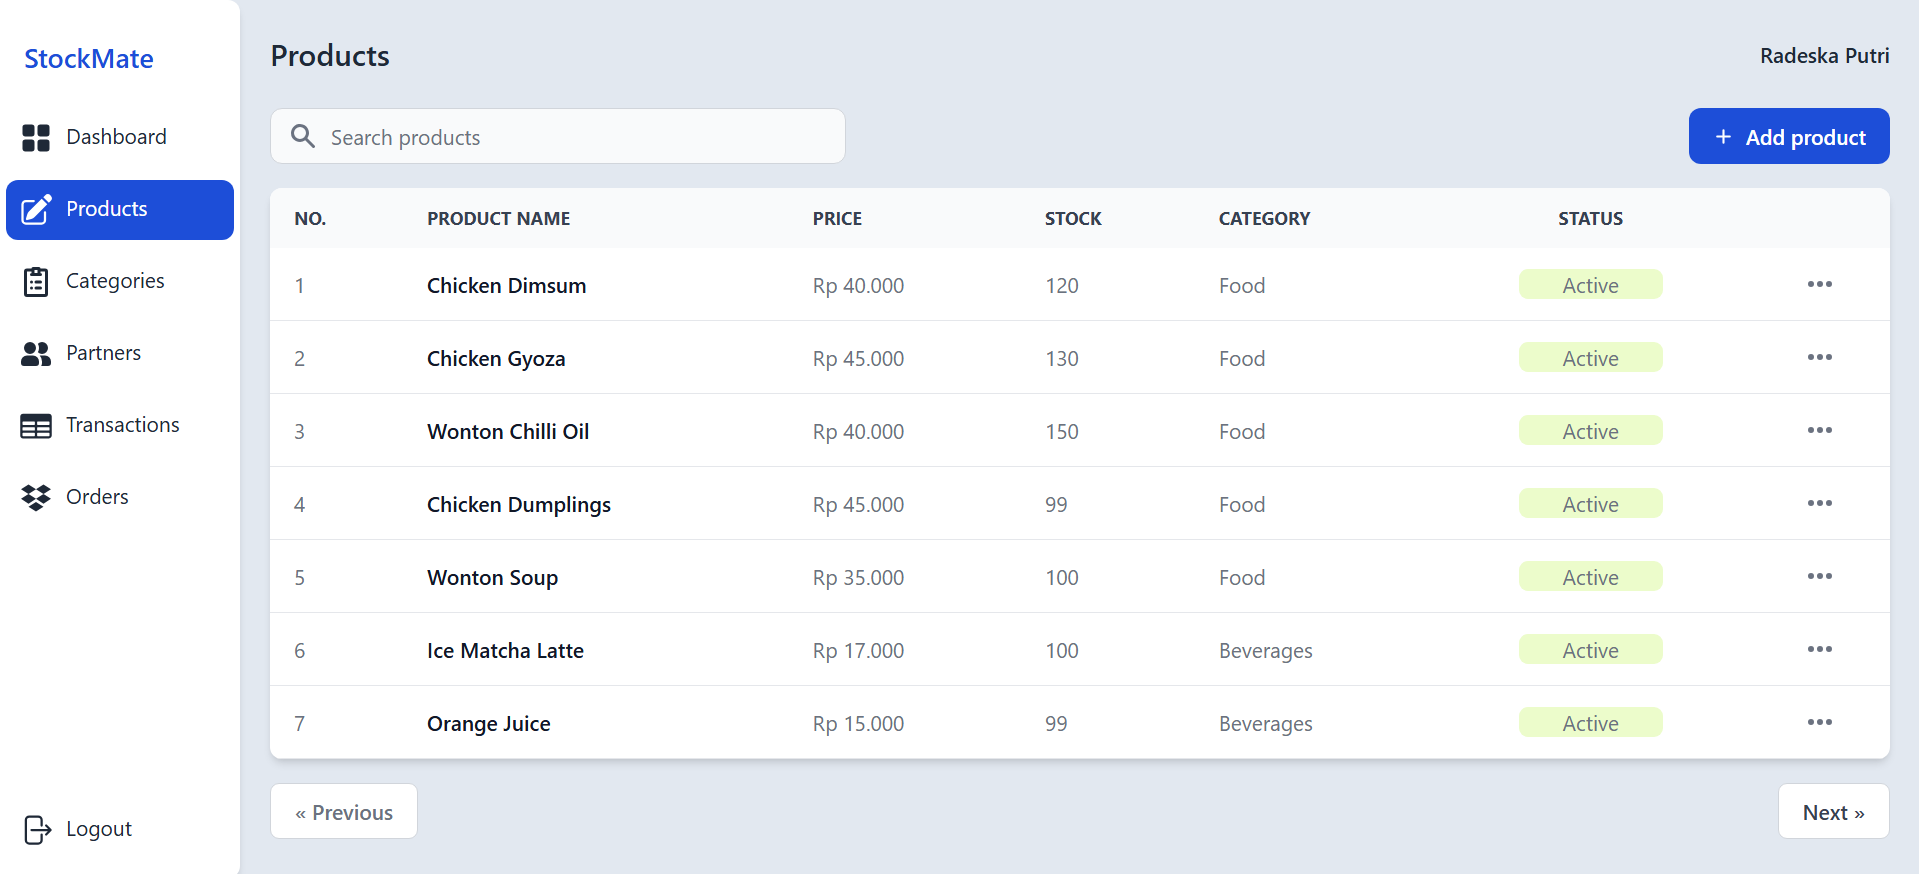 StockMate
Dashboard
Products
Categories
Partners
Transactions
Orders
Logout
Products
Radeska Putri
Search products
+ Add product
NO. PRODUCT NAME PRICE STOCK CATEGORY STATUS
1 Chicken Dimsum Rp 40.000 120 Food Active
2 Chicken Gyoza Rp 45.000 130 Food Active
3 Wonton Chilli Oil Rp 40.000 150 Food Active
4 Chicken Dumplings Rp 45.000 99 Food Active
5 Wonton Soup Rp 35.000 100 Food Active
6 Ice Matcha Latte Rp 17.000 100 Beverages Active
7 Orange Juice Rp 15.000 99 Beverages Active
« Previous
Next »